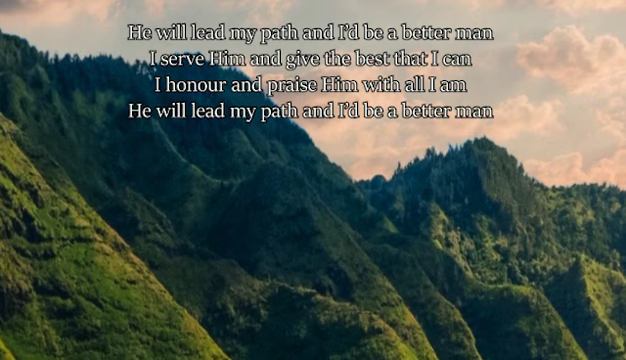 He will lead my path and I'd be a better man
I serve Him and give the best that I can
I honour and praise Him with all I am
He will lead my path and I'd be a better man